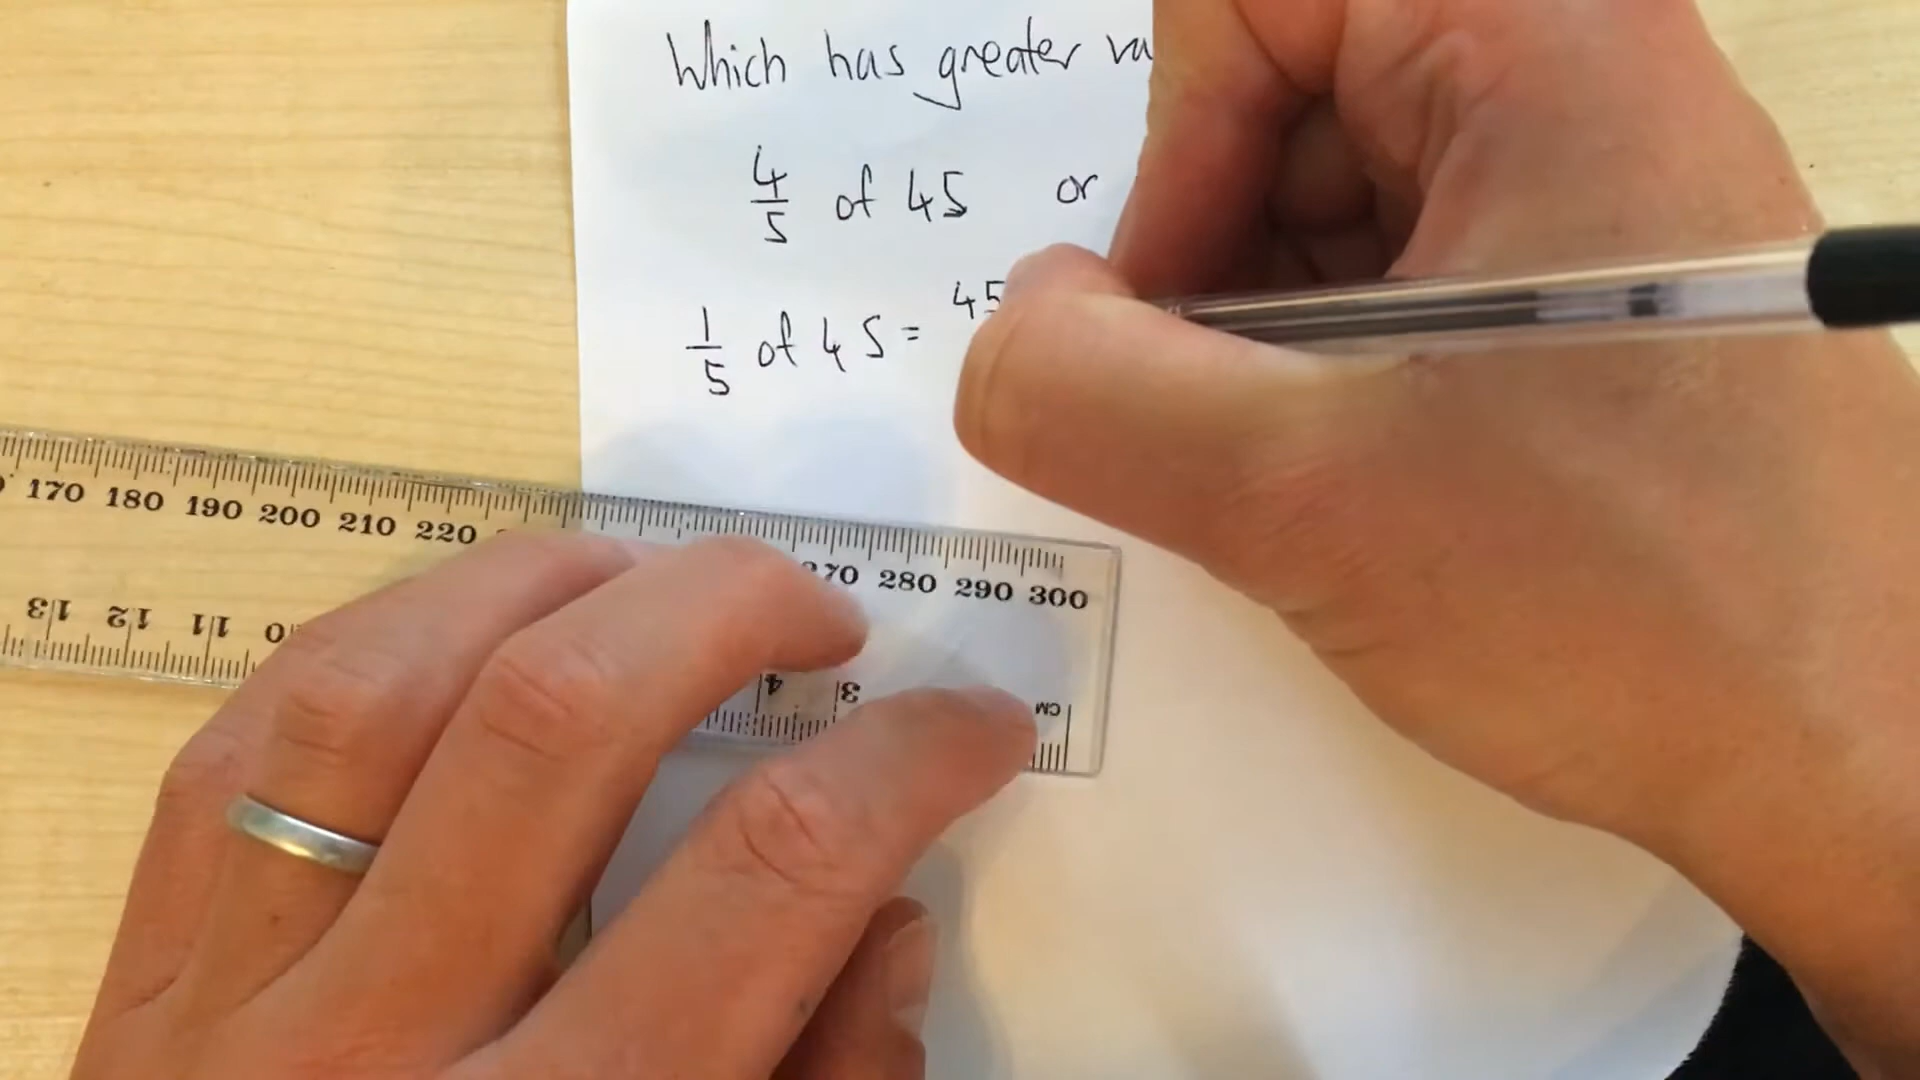 Which has greater
4/5 of 45 or
1/5 of 45 = 45
170 180 190 200 210 220 270 280 290 300
13 12 11 4 3 CM